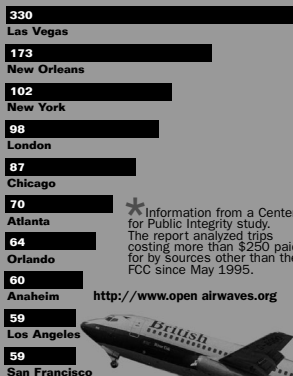 330
Las Vegas
173
New Orleans
102
New York
98
London
87
Chicago
70
Atlanta
64
Orlando
60
Anaheim
59
Los Angeles
59
San Francisco
*Information from a Center
for Public Integrity study.
The report analyzed trips
costing more than $250 paid
for by sources other than the
FCC since May 1995.
http://www.open airwaves.org
British